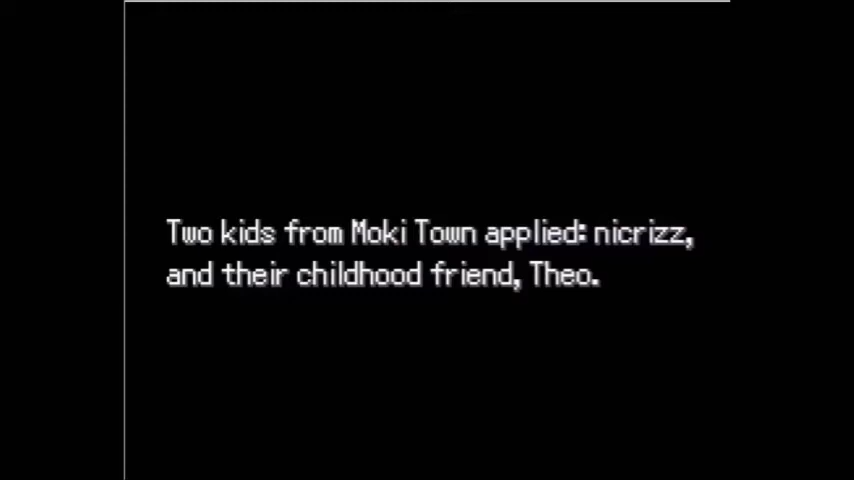 Two kids from Moki Town applied: nicrizz,
and their childhood friend, Theo.